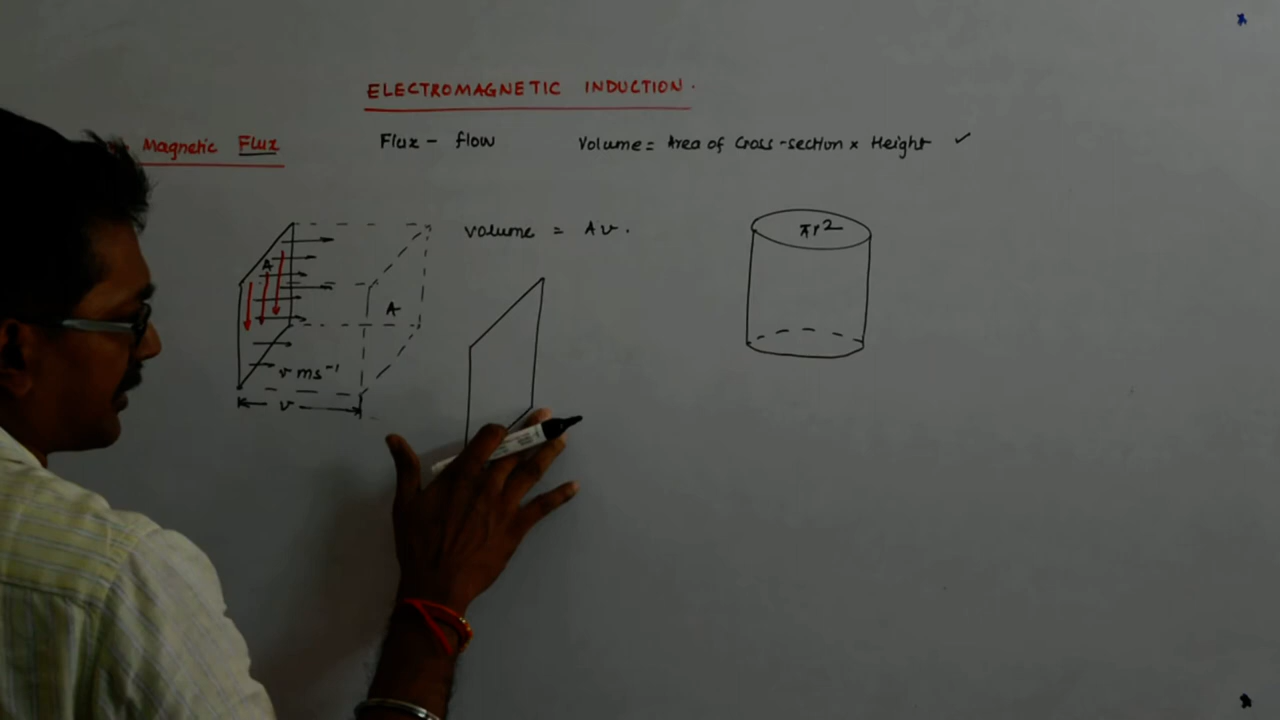 ELECTROMAGNETIC INDUCTION.
Magnetic Flux
Flux - flow
Volume = Area of Cross-section x Height ✓
volume = Av.
πr2
A
A
v ms⁻¹
v